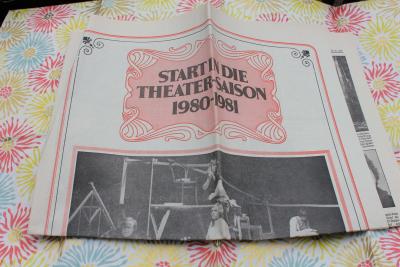 START IN DIE
THEATER-SAISON
1980-1981